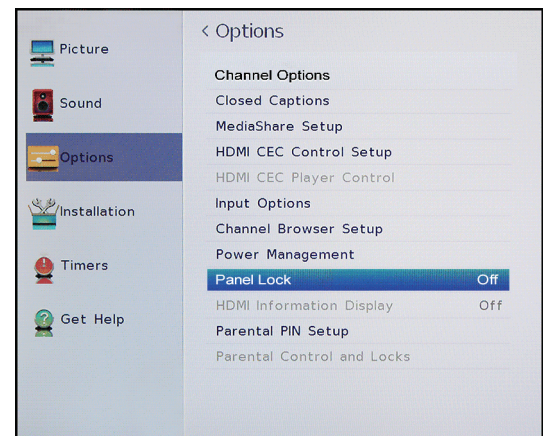 Picture
Sound
Options
Installation
Timers
Get Help
< Options
Channel Options
Closed Captions
MediaShare Setup
HDMI CEC Control Setup
HDMI CEC Player Control
Input Options
Channel Browser Setup
Power Management
Panel Lock Off
HDMI Information Display Off
Parental PIN Setup
Parental Control and Locks